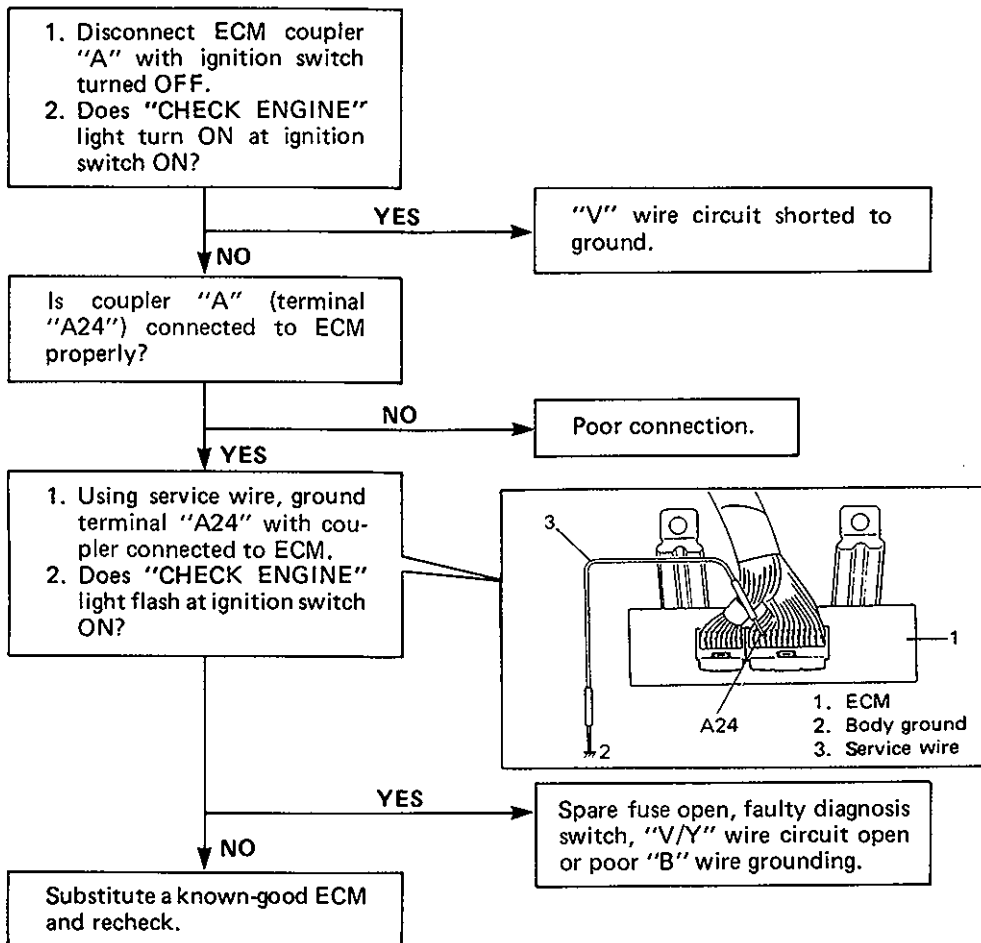 1. Disconnect ECM coupler
"A" with ignition switch
turned OFF.
2. Does "CHECK ENGINE"
light turn ON at ignition
switch ON?
YES
"V" wire circuit shorted to
ground.
NO
Is coupler "A" (terminal
"A24") connected to ECM
properly?
NO
Poor connection.
YES
1. Using service wire, ground
terminal "A24" with cou-
pler connected to ECM.
2. Does "CHECK ENGINE"
light flash at ignition switch
ON?
3
1
A24
2
1. ECM
2. Body ground
3. Service wire
YES
Spare fuse open, faulty diagnosis
switch, "V/Y" wire circuit open
or poor "B" wire grounding.
NO
Substitute a known-good ECM
and recheck.